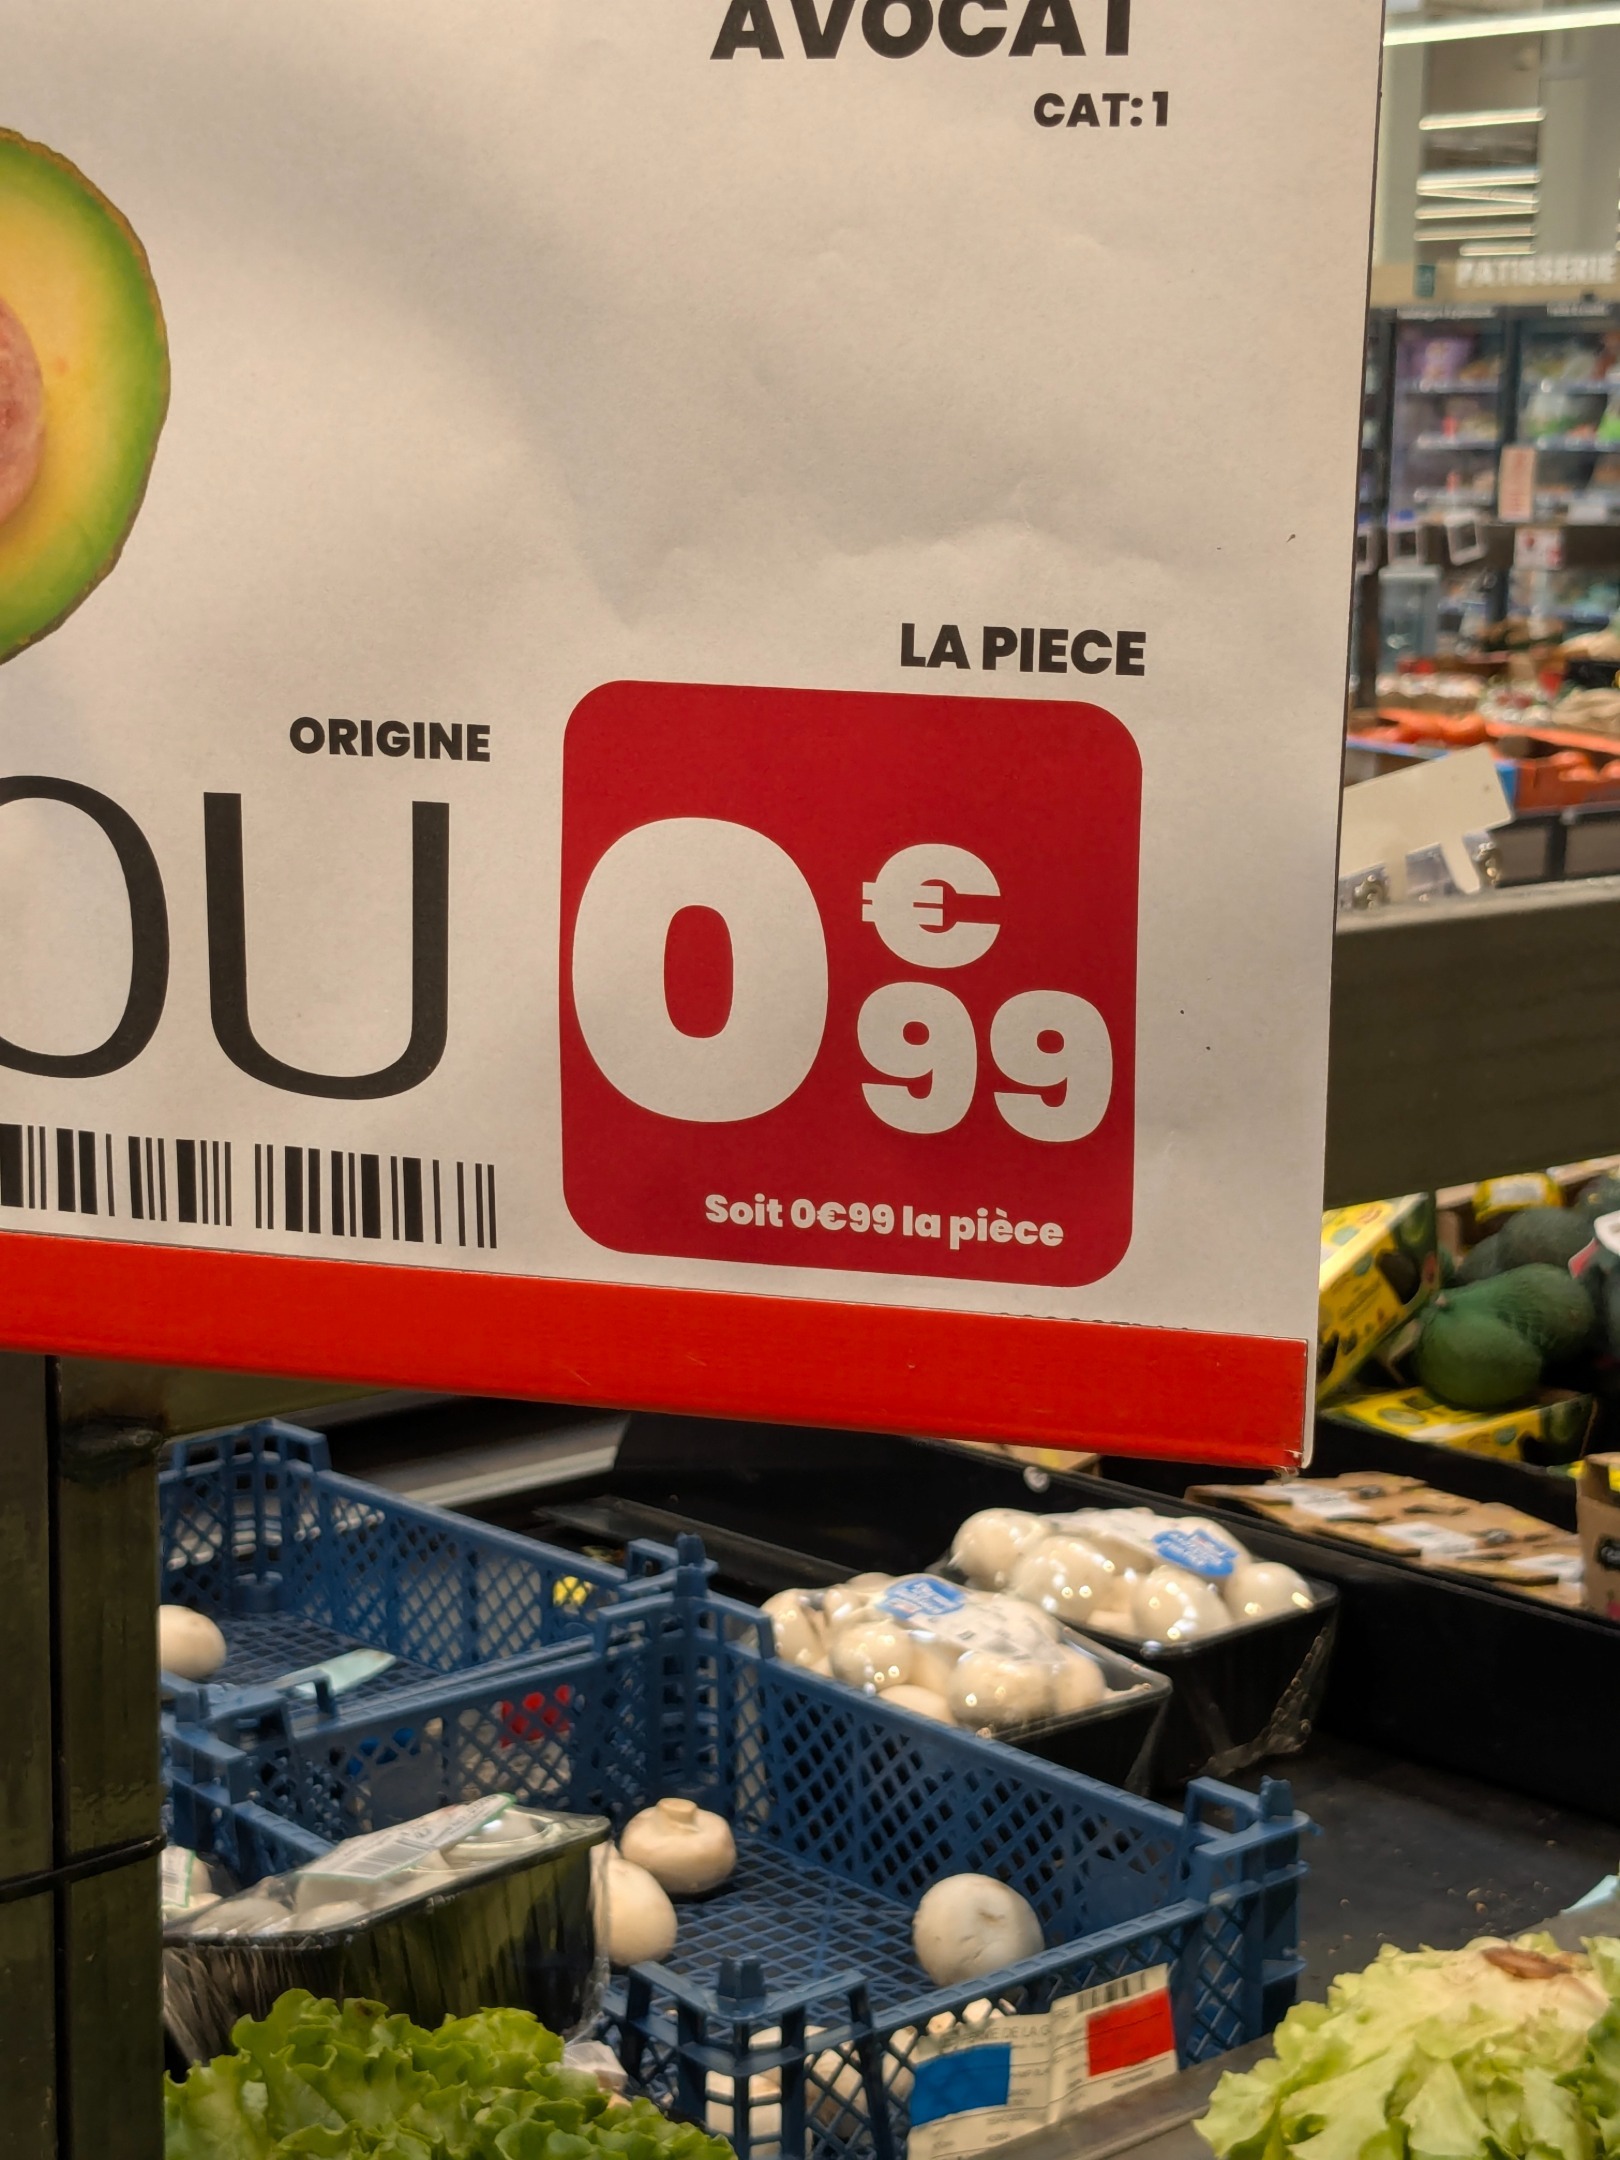 AVOCAT
CAT:1
LA PIECE
ORIGINE
OU
0€99
Soit 0€99 la pièce
PATISSERIE